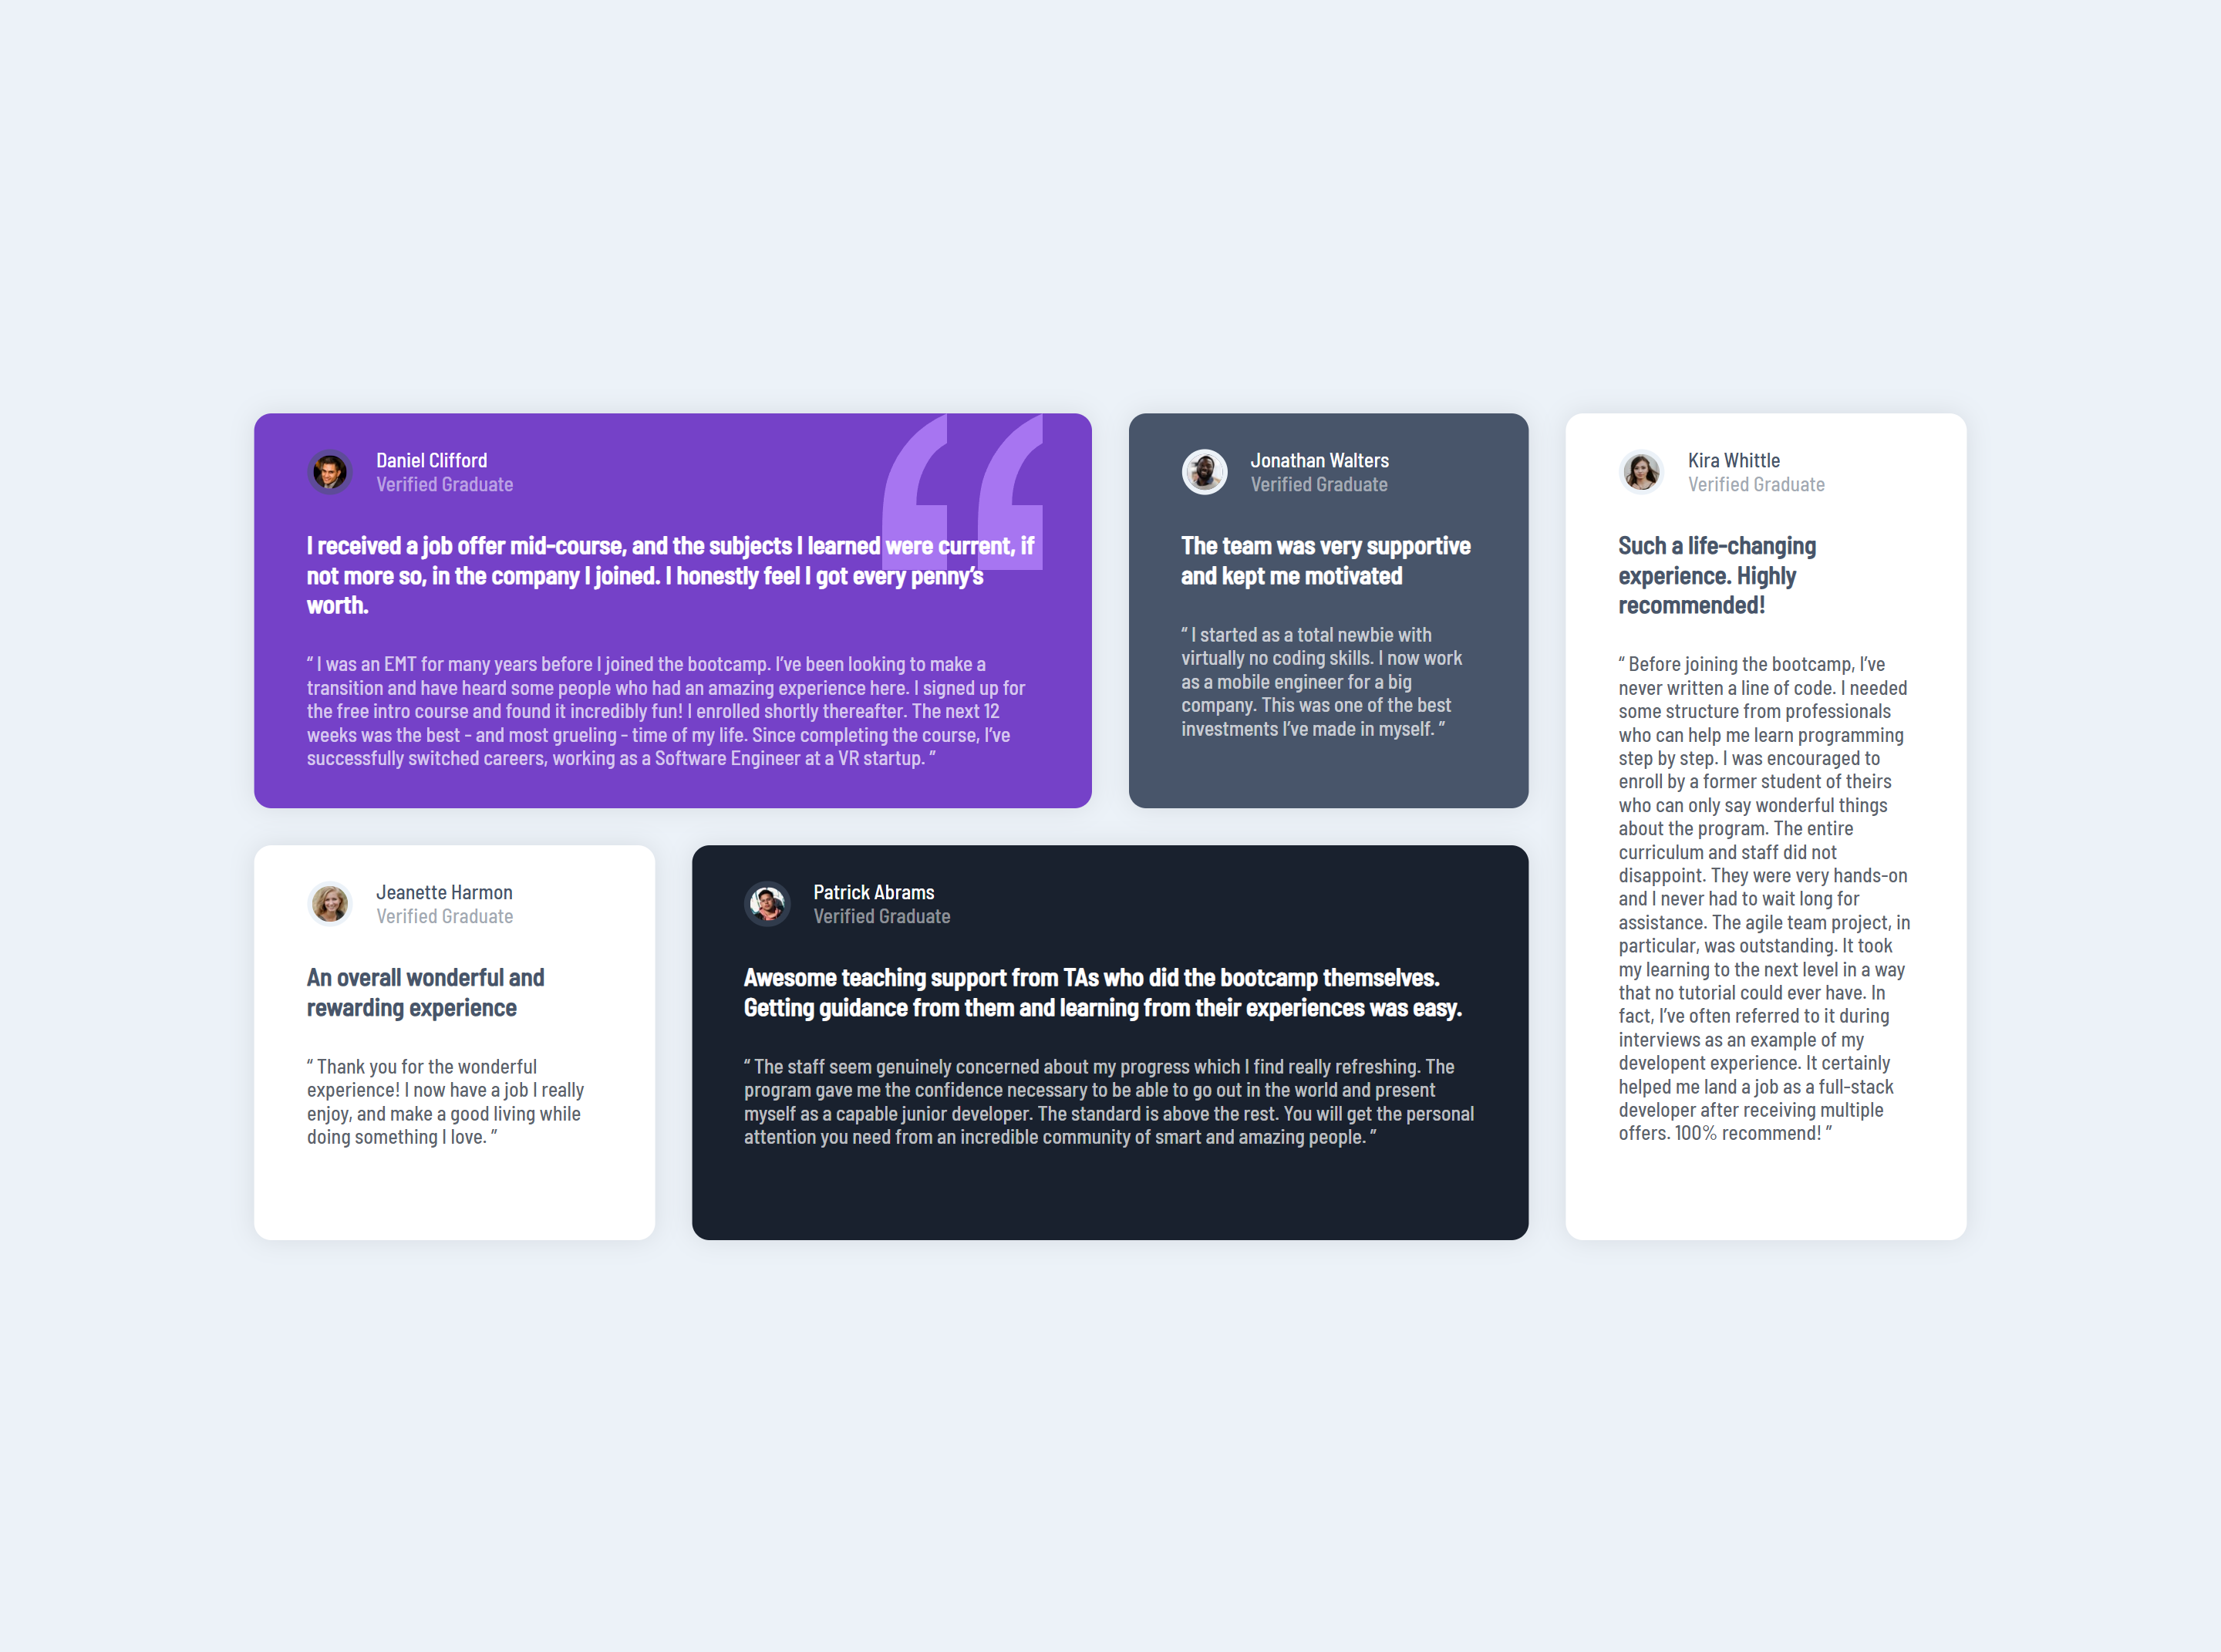 Daniel Clifford
Verified Graduate
I received a job offer mid-course, and the subjects I learned were current, if
not more so, in the company I joined. I honestly feel I got every penny’s
worth.
“ I was an EMT for many years before I joined the bootcamp. I’ve been looking to make a
transition and have heard some people who had an amazing experience here. I signed up for
the free intro course and found it incredibly fun! I enrolled shortly thereafter. The next 12
weeks was the best - and most grueling - time of my life. Since completing the course, I’ve
successfully switched careers, working as a Software Engineer at a VR startup. ”
Jonathan Walters
Verified Graduate
The team was very supportive
and kept me motivated
“ I started as a total newbie with
virtually no coding skills. I now work
as a mobile engineer for a big
company. This was one of the best
investments I’ve made in myself. ”
Kira Whittle
Verified Graduate
Such a life-changing
experience. Highly
recommended!
“ Before joining the bootcamp, I’ve
never written a line of code. I needed
some structure from professionals
who can help me learn programming
step by step. I was encouraged to
enroll by a former student of theirs
who can only say wonderful things
about the program. The entire
curriculum and staff did not
disappoint. They were very hands-on
and I never had to wait long for
assistance. The agile team project, in
particular, was outstanding. It took
my learning to the next level in a way
that no tutorial could ever have. In
fact, I’ve often referred to it during
interviews as an example of my
developent experience. It certainly
helped me land a job as a full-stack
developer after receiving multiple
offers. 100% recommend! ”
Jeanette Harmon
Verified Graduate
An overall wonderful and
rewarding experience
“ Thank you for the wonderful
experience! I now have a job I really
enjoy, and make a good living while
doing something I love. ”
Patrick Abrams
Verified Graduate
Awesome teaching support from TAs who did the bootcamp themselves.
Getting guidance from them and learning from their experiences was easy.
“ The staff seem genuinely concerned about my progress which I find really refreshing. The
program gave me the confidence necessary to be able to go out in the world and present
myself as a capable junior developer. The standard is above the rest. You will get the personal
attention you need from an incredible community of smart and amazing people. ”